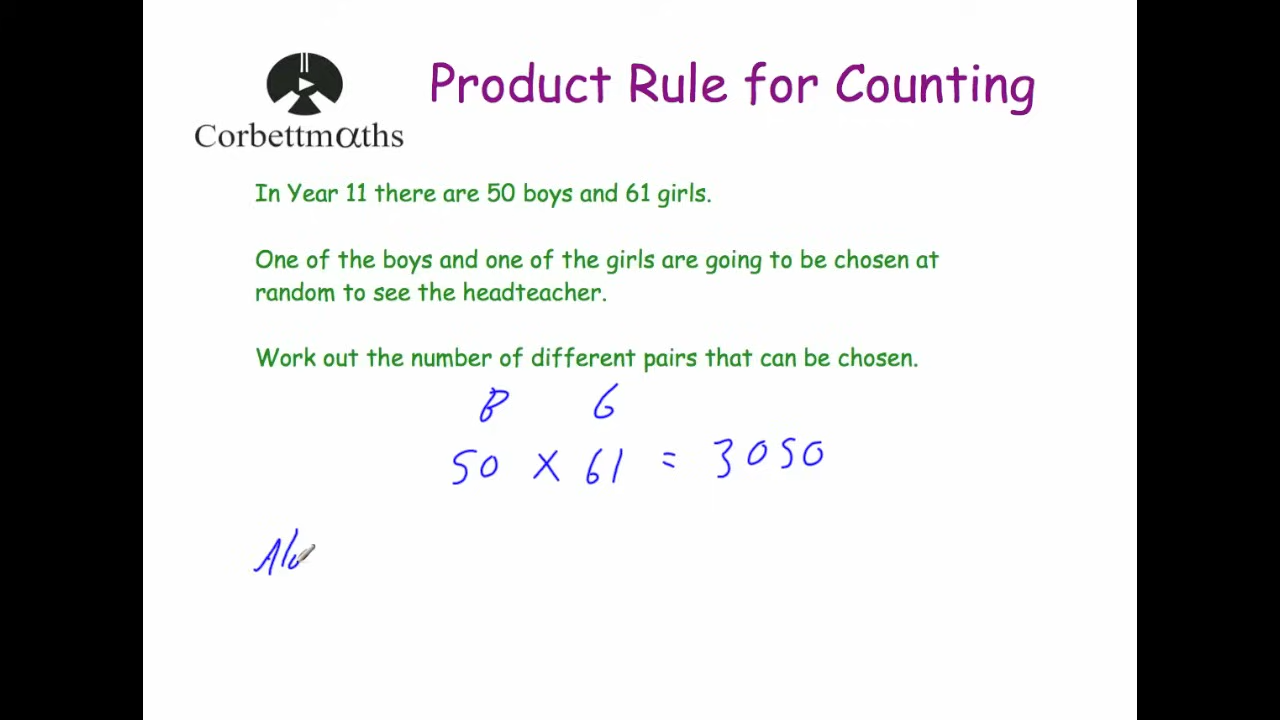 Corbettmαths
Product Rule for Counting
In Year 11 there are 50 boys and 61 girls.
One of the boys and one of the girls are going to be chosen at
random to see the headteacher.
Work out the number of different pairs that can be chosen.
B G
50 × 61 = 3050